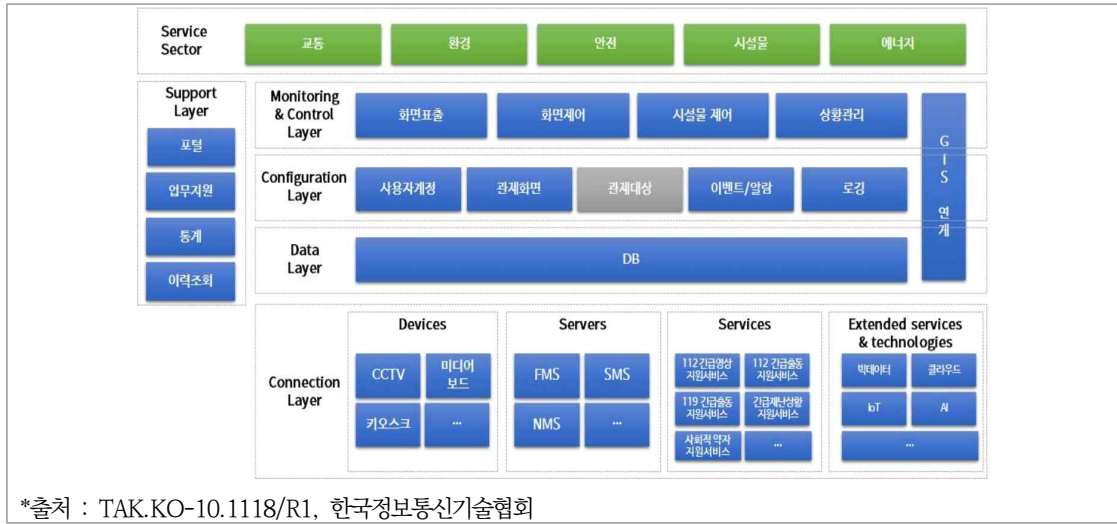 Service
Sector
교통
환경
안전
시설물
에너지
Support
Layer
포털
업무지원
통계
이력조회
Monitoring
& Control
Layer
화면표출
화면제어
시설물 제어
상황관리
Configuration
Layer
사용자계정
관제화면
관제대상
이벤트/알람
로깅
Data
Layer
DB
G
I
S
연
계
Connection
Layer
Devices
CCTV
미디어
보드
키오스크
...
Servers
FMS
SMS
NMS
...
Services
112 긴급영상
지원서비스
112 긴급출동
지원서비스
119 긴급출동
지원서비스
긴급재난상황
지원서비스
사회적 약자
지원서비스
...
Extended services
& technologies
빅데이터
클라우드
IoT
AI
...
*출처 : TAK.KO-10.1118/R1, 한국정보통신기술협회